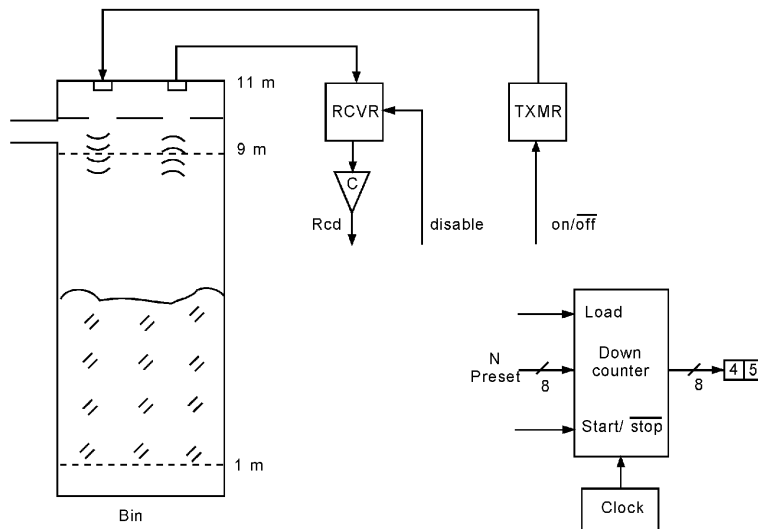 11 m
RCVR
TXMR
9 m
C
Rcd
disable
on/off
Load
N
Preset
8
Down
counter
8
4 5
Start/ stop
1 m
Bin
Clock